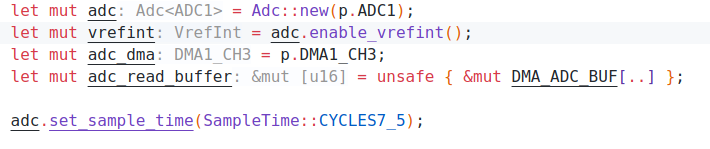 let mut adc: Adc<ADC1> = Adc::new(p.ADC1);
let mut vrefint: VrefInt = adc.enable_vrefint();
let mut adc_dma: DMA1_CH3 = p.DMA1_CH3;
let mut adc_read_buffer: &mut [u16] = unsafe { &mut DMA_ADC_BUF[..] };
adc.set_sample_time(SampleTime::CYCLES7_5);